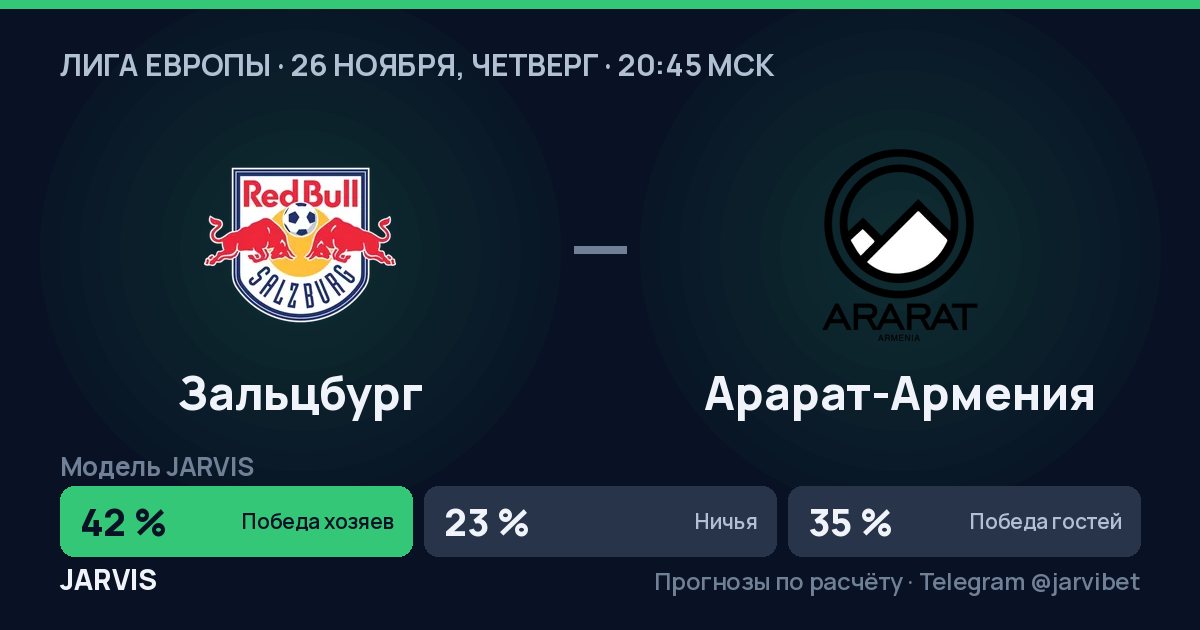 ЛИГА ЕВРОПЫ · 26 НОЯБРЯ, ЧЕТВЕРГ · 20:45 МСК
Red Bull
SALZBURG
ARARAT
ARMENIA
Зальцбург
Арарат-Армения
Модель JARVIS
42 % Победа хозяев
23 % Ничья
35 % Победа гостей
JARVIS
Прогнозы по расчёту · Telegram @jarvibet